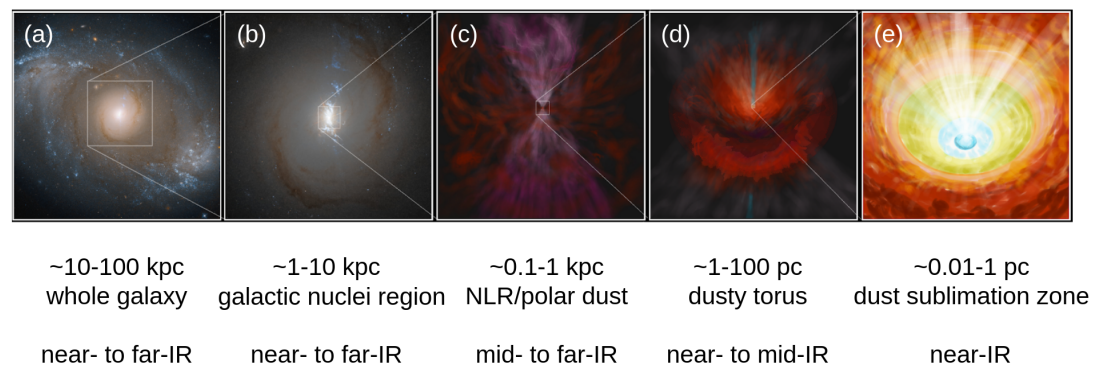 (a)
(b)
(c)
(d)
(e)
~10-100 kpc
whole galaxy
near- to far-IR
~1-10 kpc
galactic nuclei region
near- to far-IR
~0.1-1 kpc
NLR/polar dust
mid- to far-IR
~1-100 pc
dusty torus
near- to mid-IR
~0.01-1 pc
dust sublimation zone
near-IR